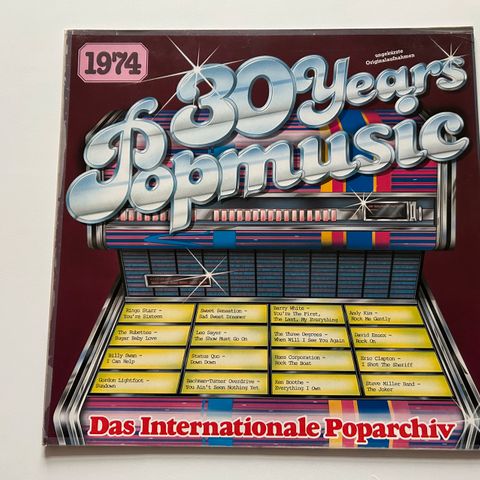 1974
ungekürzte
Originalaufnahmen
30 Years
Popmusic
Ringo Starr -
You're Sixteen
Sweet Sensation -
Sad Sweet Dreamer
Barry White -
You're The First,
The Last, My Everything
Andy Kim -
Rock Me Gently
The Rubettes -
Sugar Baby Love
Leo Sayer -
The Show Must Go On
The Three Degrees -
When Will I See You Again
David Essex -
Rock On
Billy Swan -
I Can Help
Status Quo -
Down Down
Hues Corporation -
Rock The Boat
Eric Clapton -
I Shot The Sheriff
Gordon Lightfoot -
Sundown
Bachman-Turner Overdrive -
You Ain't Seen Nothing Yet
Ken Boothe -
Everything I Own
Steve Miller Band -
The Joker
Das Internationale Poparchiv